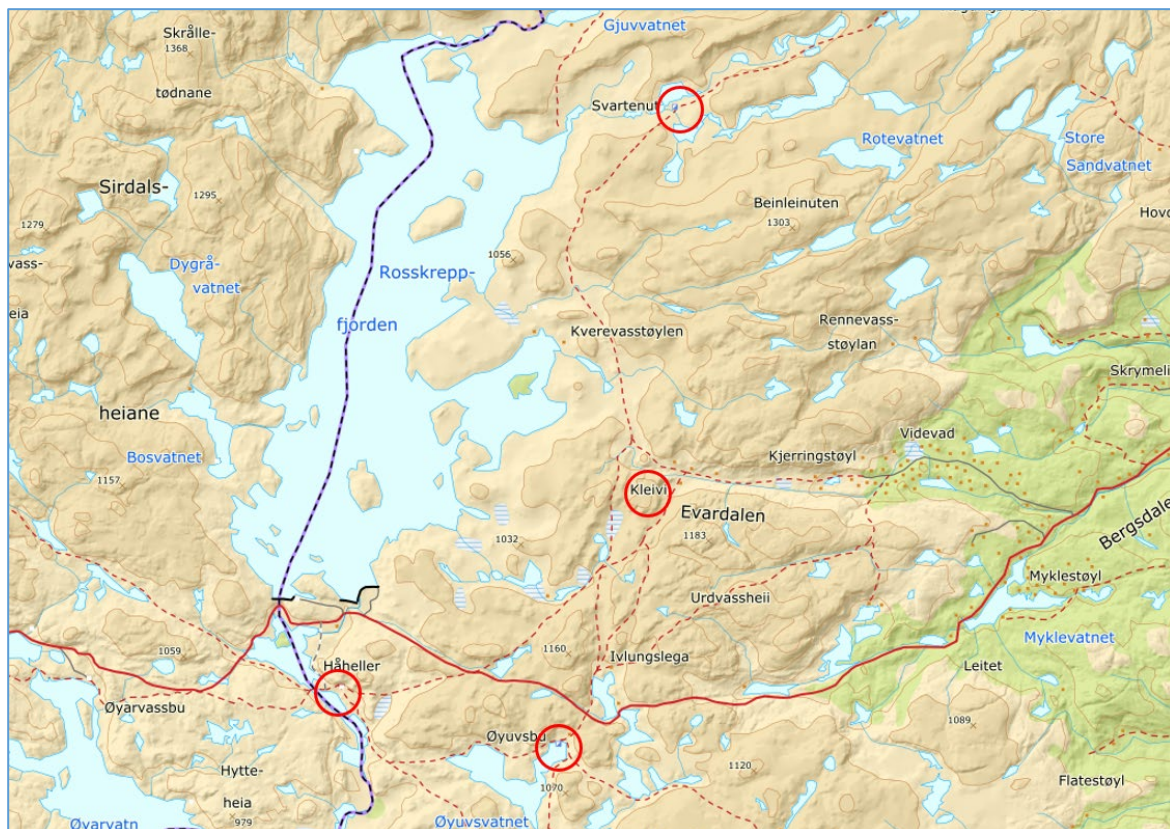 Gjuvvatnet
Skrålle-
1368
tødnane
Svartenut
Rotevatnet
Store
Sandvatnet
Sirdals-
1295
Beinleinuten
1303
Hovd
1279
vass-
Dygrå-
vatnet
1056
Rosskrepp-
fjorden
eia
Kverevasstøylen
Rennevass-
støylan
Skrymeli
heiane
Bosvatnet
1157
Videvad
Kjerringstøyl
Kleivi
Evardalen
1032
1183
Bergsdale
Myklestøyl
Urdvassheii
Myklevatnet
1059
Håheller
1160
Ivlungslega
Leitet
Øyarvassbu
Øyuvsbu
1089
Hytte-
heia
1120
1070
Flatestøyl
979
Øyarvatn
Øyuvsvatnet